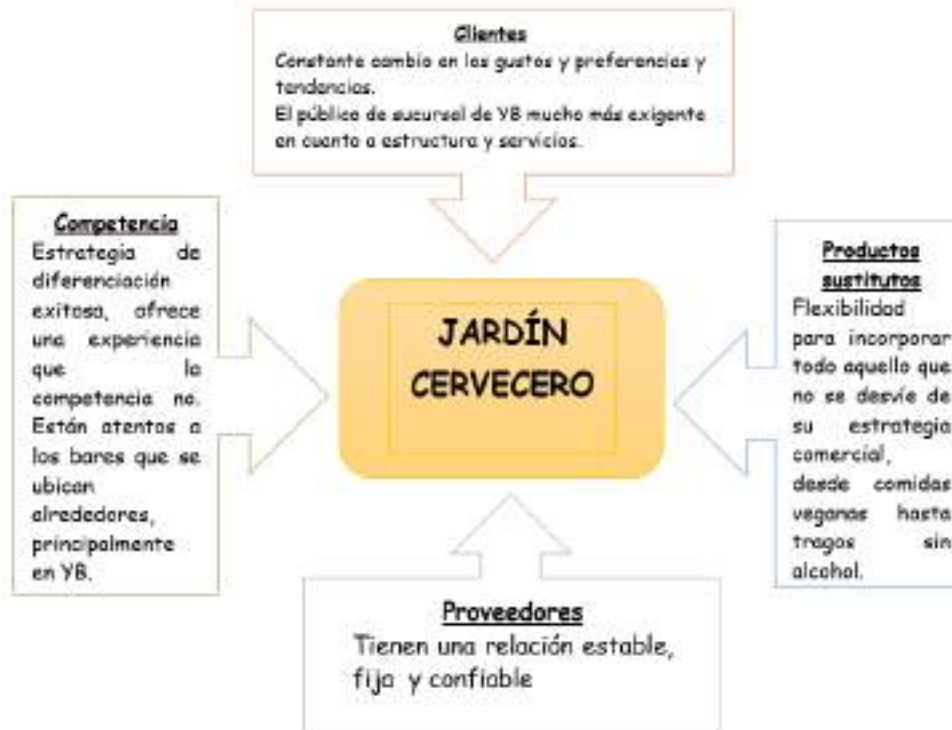 Clientes
Constante cambio en los gustos y preferencias y
tendencias.
El público de sucursal de YB mucho más exigente
en cuanto a estructura y servicios.
Competencia
Estrategia de
diferenciación
exitosa, ofrece
una experiencia
que la
competencia no.
Están atentos a
los bares que se
ubican
alrededores,
principalmente
en YB.
JARDÍN
CERVECERO
Productos
sustitutos
Flexibilidad
para incorporar
todo aquello que
no se desvíe de
su estrategia
comercial,
desde comidas
veganas hasta
tragos sin
alcohol.
Proveedores
Tienen una relación estable,
fija y confiable